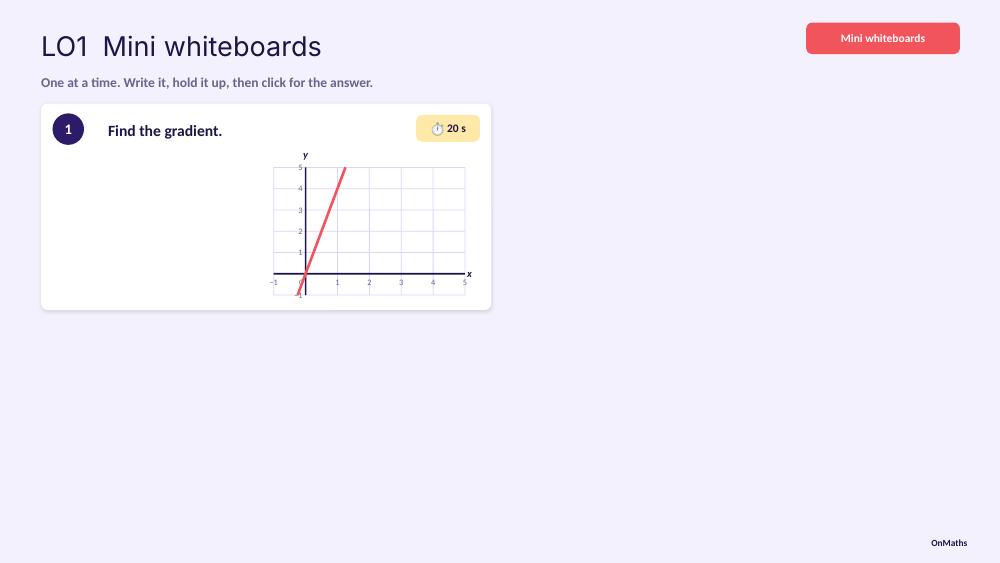 LO1 Mini whiteboards
Mini whiteboards
One at a time. Write it, hold it up, then click for the answer.
1 Find the gradient.
⏱ 20 s
y
5
4
3
2
1
x
−1 0 1 2 3 4 5
−1
OnMaths